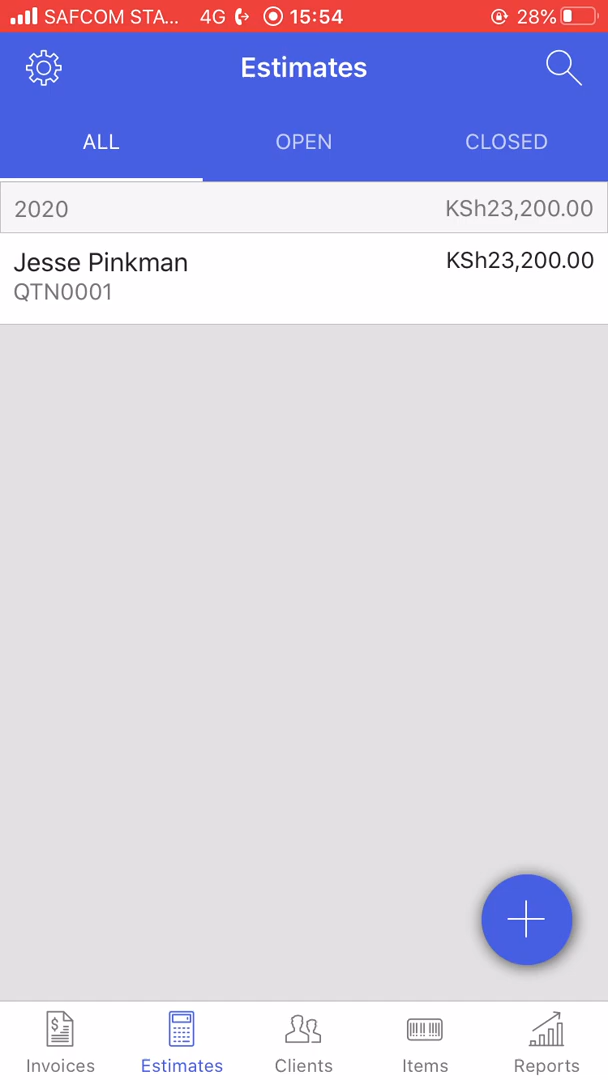 SAFCOM STA... 4G 15:54 28%
Estimates
ALL OPEN CLOSED
2020 KSh23,200.00
Jesse Pinkman KSh23,200.00
QTN0001
Invoices Estimates Clients Items Reports